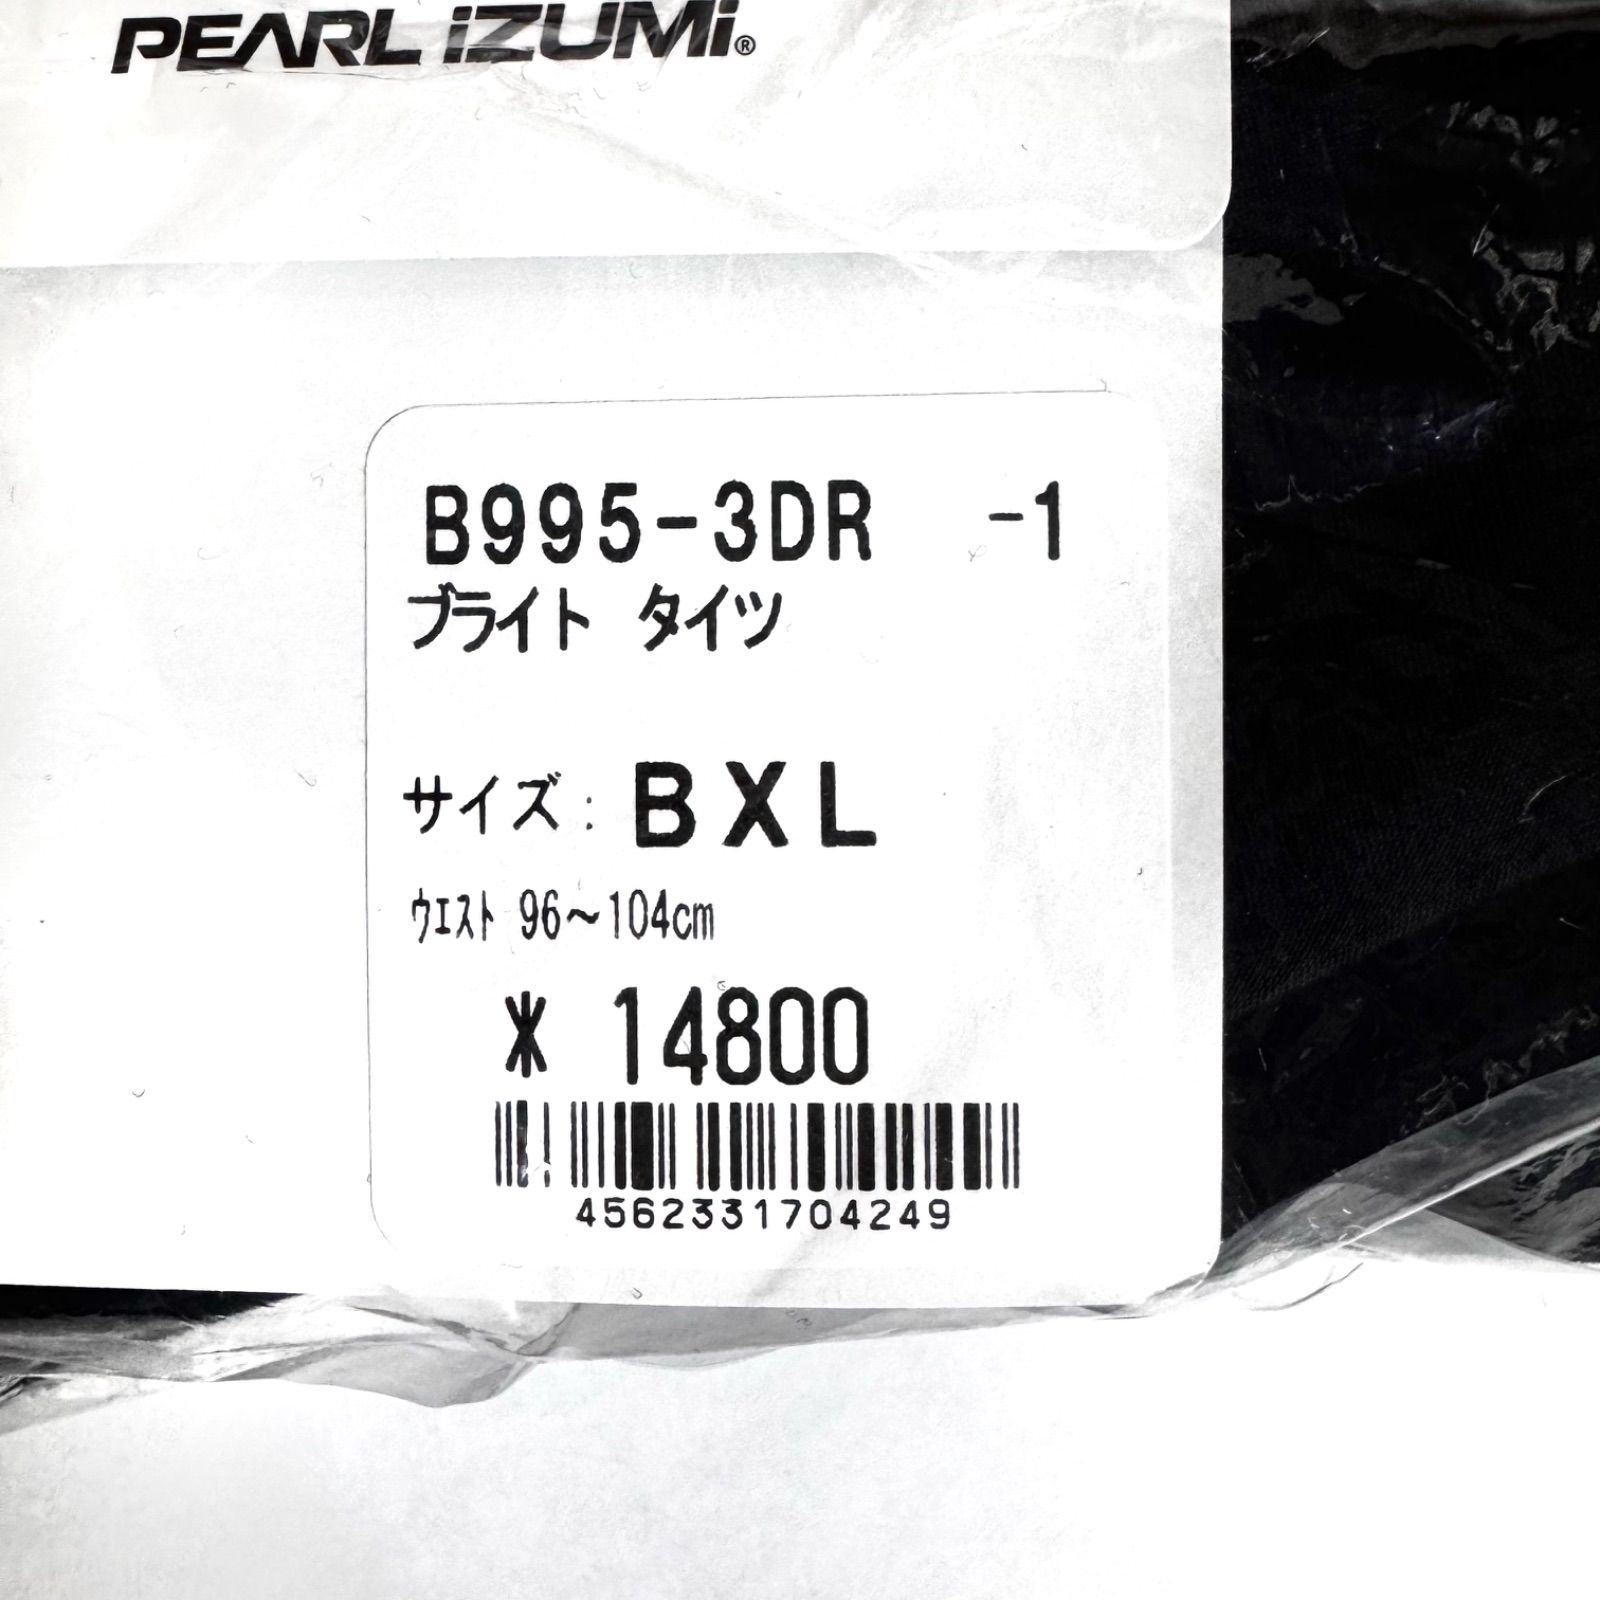 PEARL iZUMi®
B995-3DR -1
ブライト タイツ
サイズ: BXL
ウエスト 96～104cm
¥ 14800
4562331704249